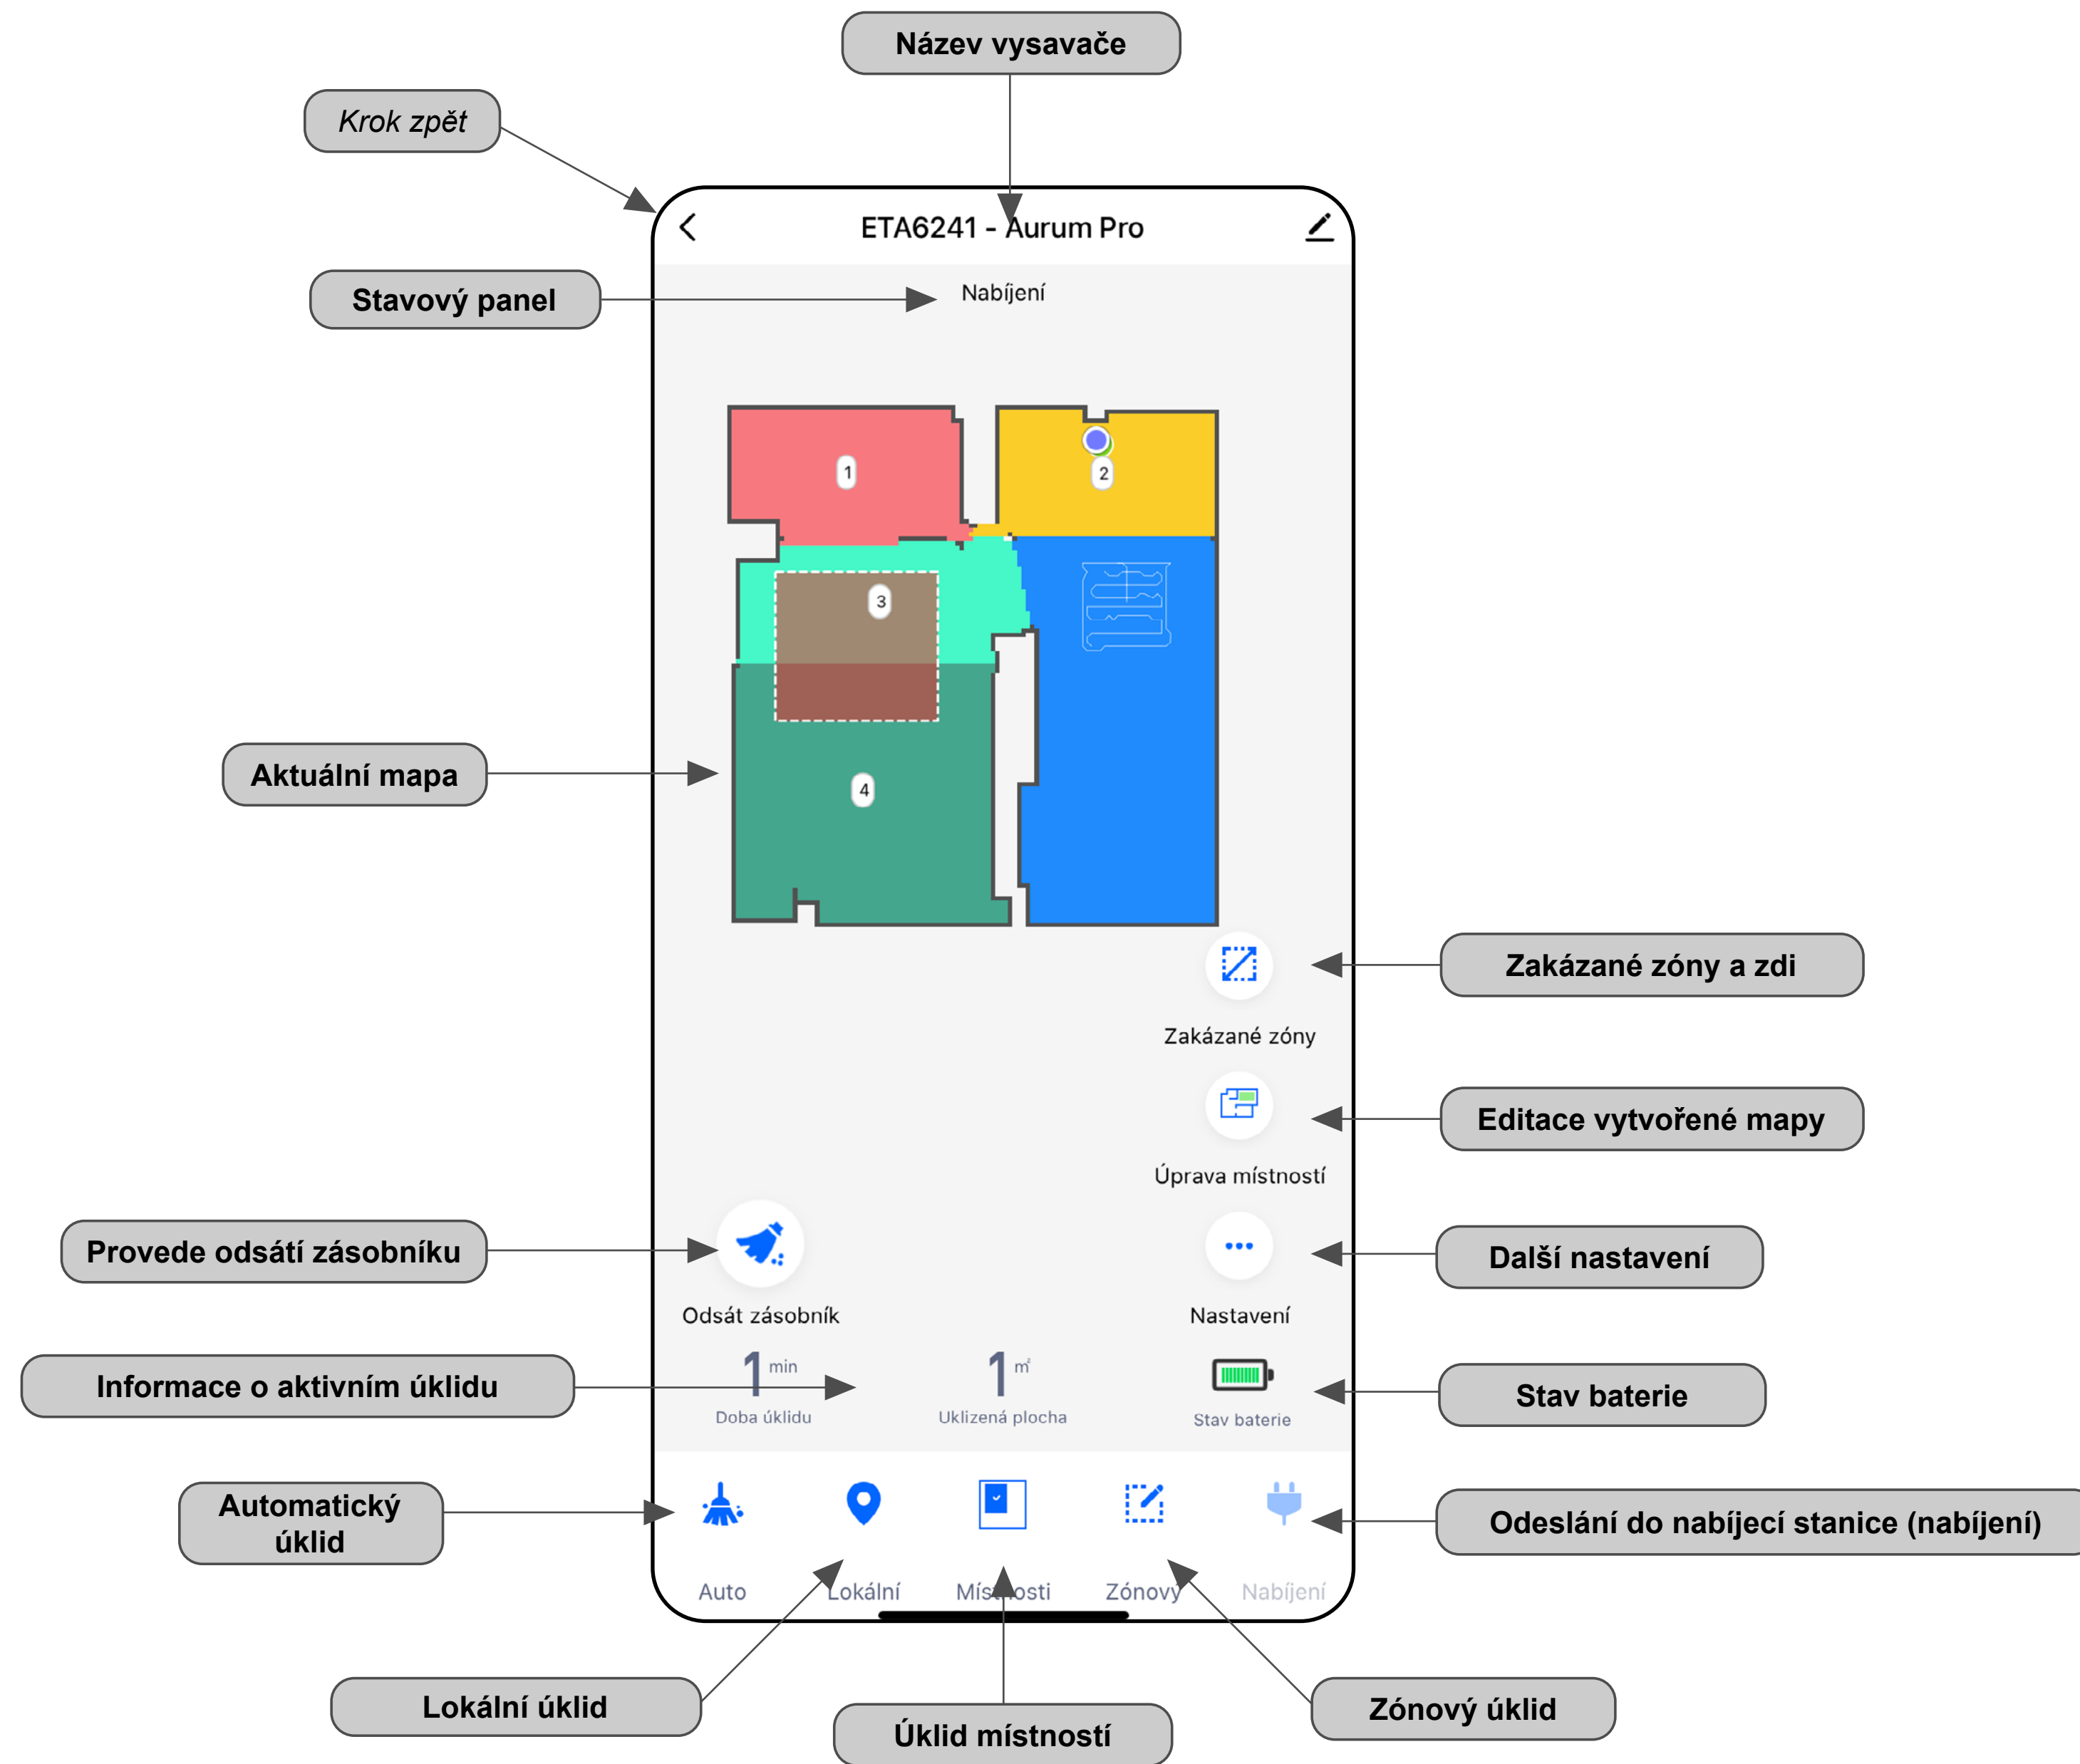 Název vysavače
Krok zpět
ETA6241 - Aurum Pro
Stavový panel
Nabíjení
1
2
3
Aktuální mapa
4
Zakázané zóny a zdi
Zakázané zóny
Editace vytvořené mapy
Úprava místností
Provede odsátí zásobníku
Další nastavení
Odsát zásobník
Nastavení
Informace o aktivním úklidu
1 min
1 m²
Stav baterie
Doba úklidu
Uklizená plocha
Stav baterie
Automatický
úklid
Odeslání do nabíjecí stanice (nabíjení)
Auto
Lokální
Místnosti
Zónový
Nabíjení
Lokální úklid
Úklid místností
Zónový úklid